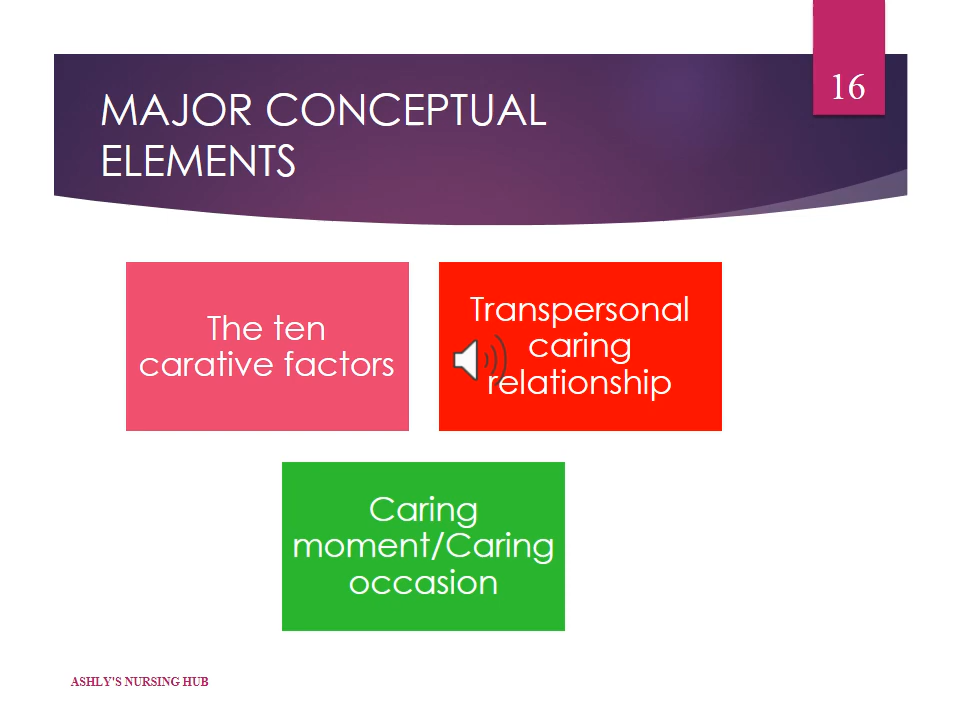 16
MAJOR CONCEPTUAL
ELEMENTS
The ten
carative factors
Transpersonal
caring
relationship
Caring
moment/Caring
occasion
ASHLY'S NURSING HUB